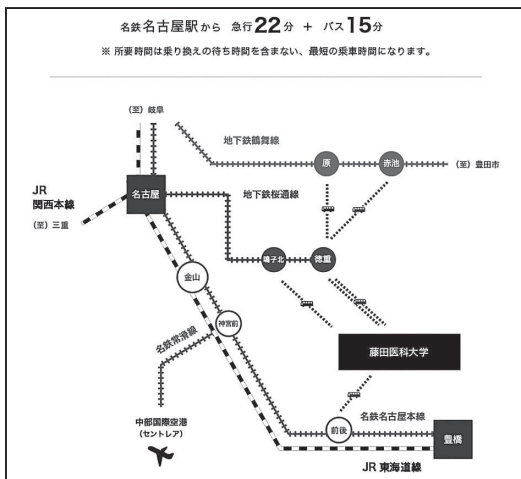 名鉄名古屋駅から 急行22分 + バス15分
※ 所要時間は乗り換えの待ち時間を含まない、最短の乗車時間になります。
(至) 岐阜
地下鉄鶴舞線
原
赤池
(至) 豊田市
JR
関西本線
(至) 三重
名古屋
地下鉄桜通線
鳴子北
徳重
金山
神宮前
名鉄常滑線
藤田医科大学
中部国際空港
(セントレア)
前後
名鉄名古屋本線
豊橋
JR 東海道線